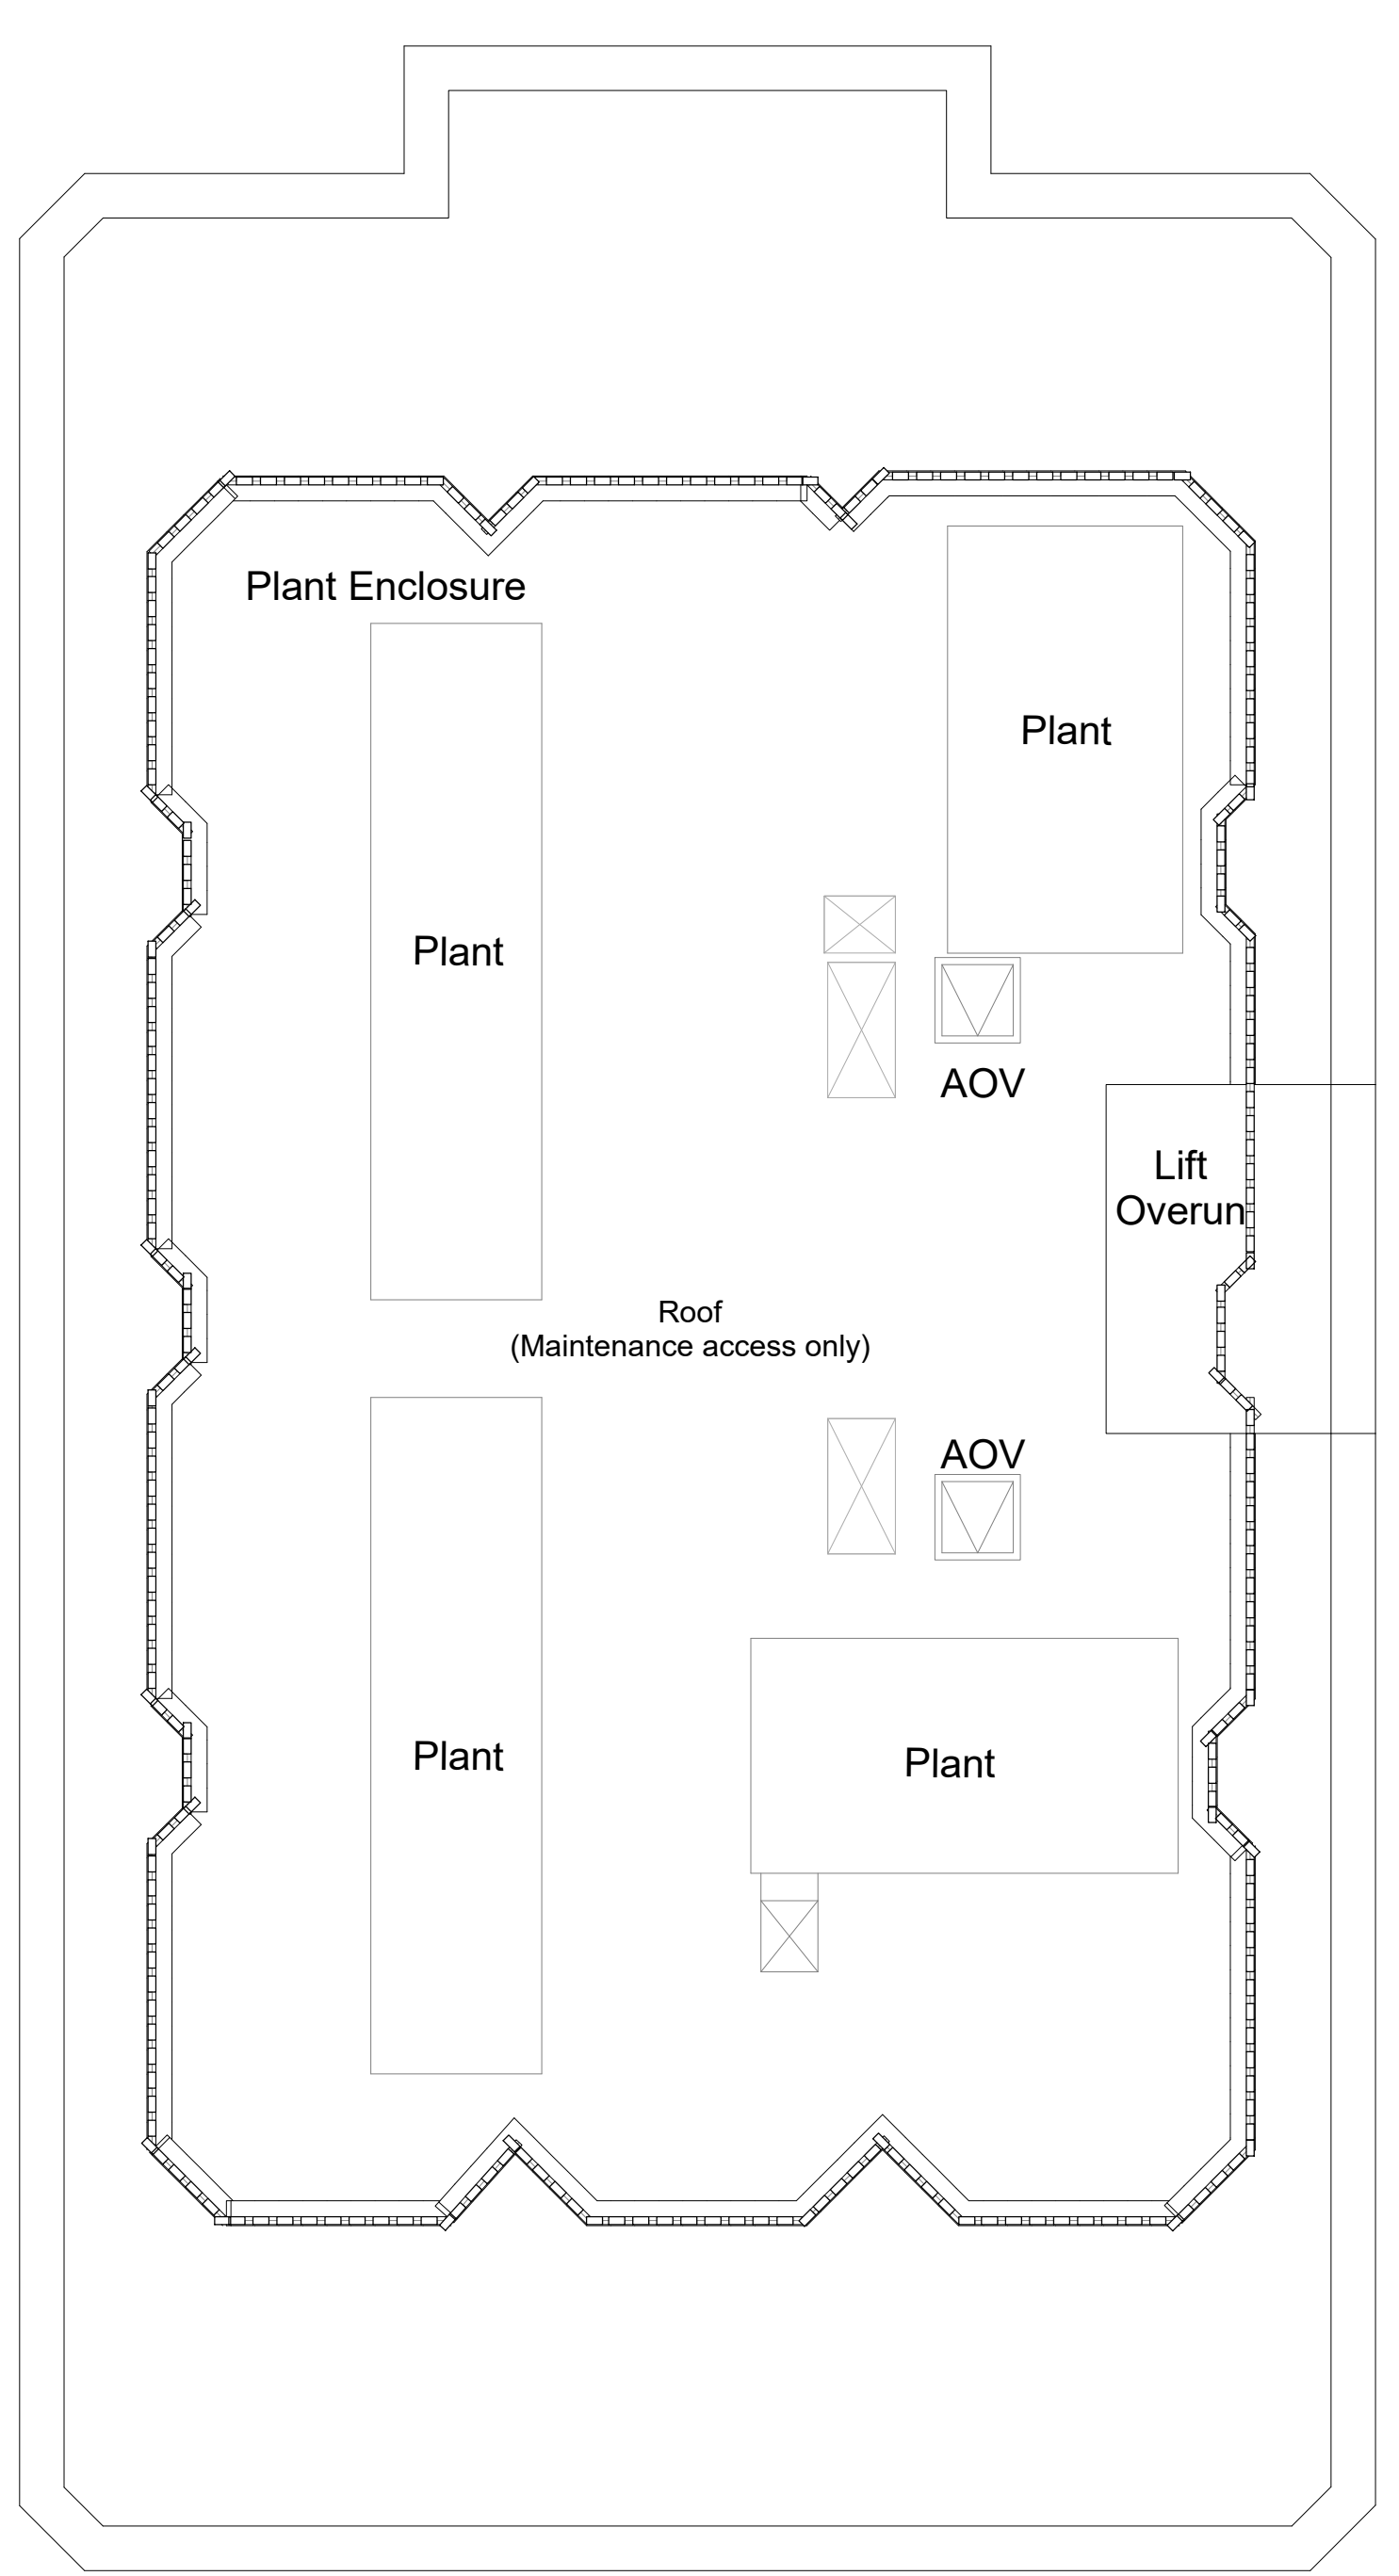 Plant Enclosure
Plant
Plant
AOV
Lift
Overun
Roof
(Maintenance access only)
AOV
Plant
Plant